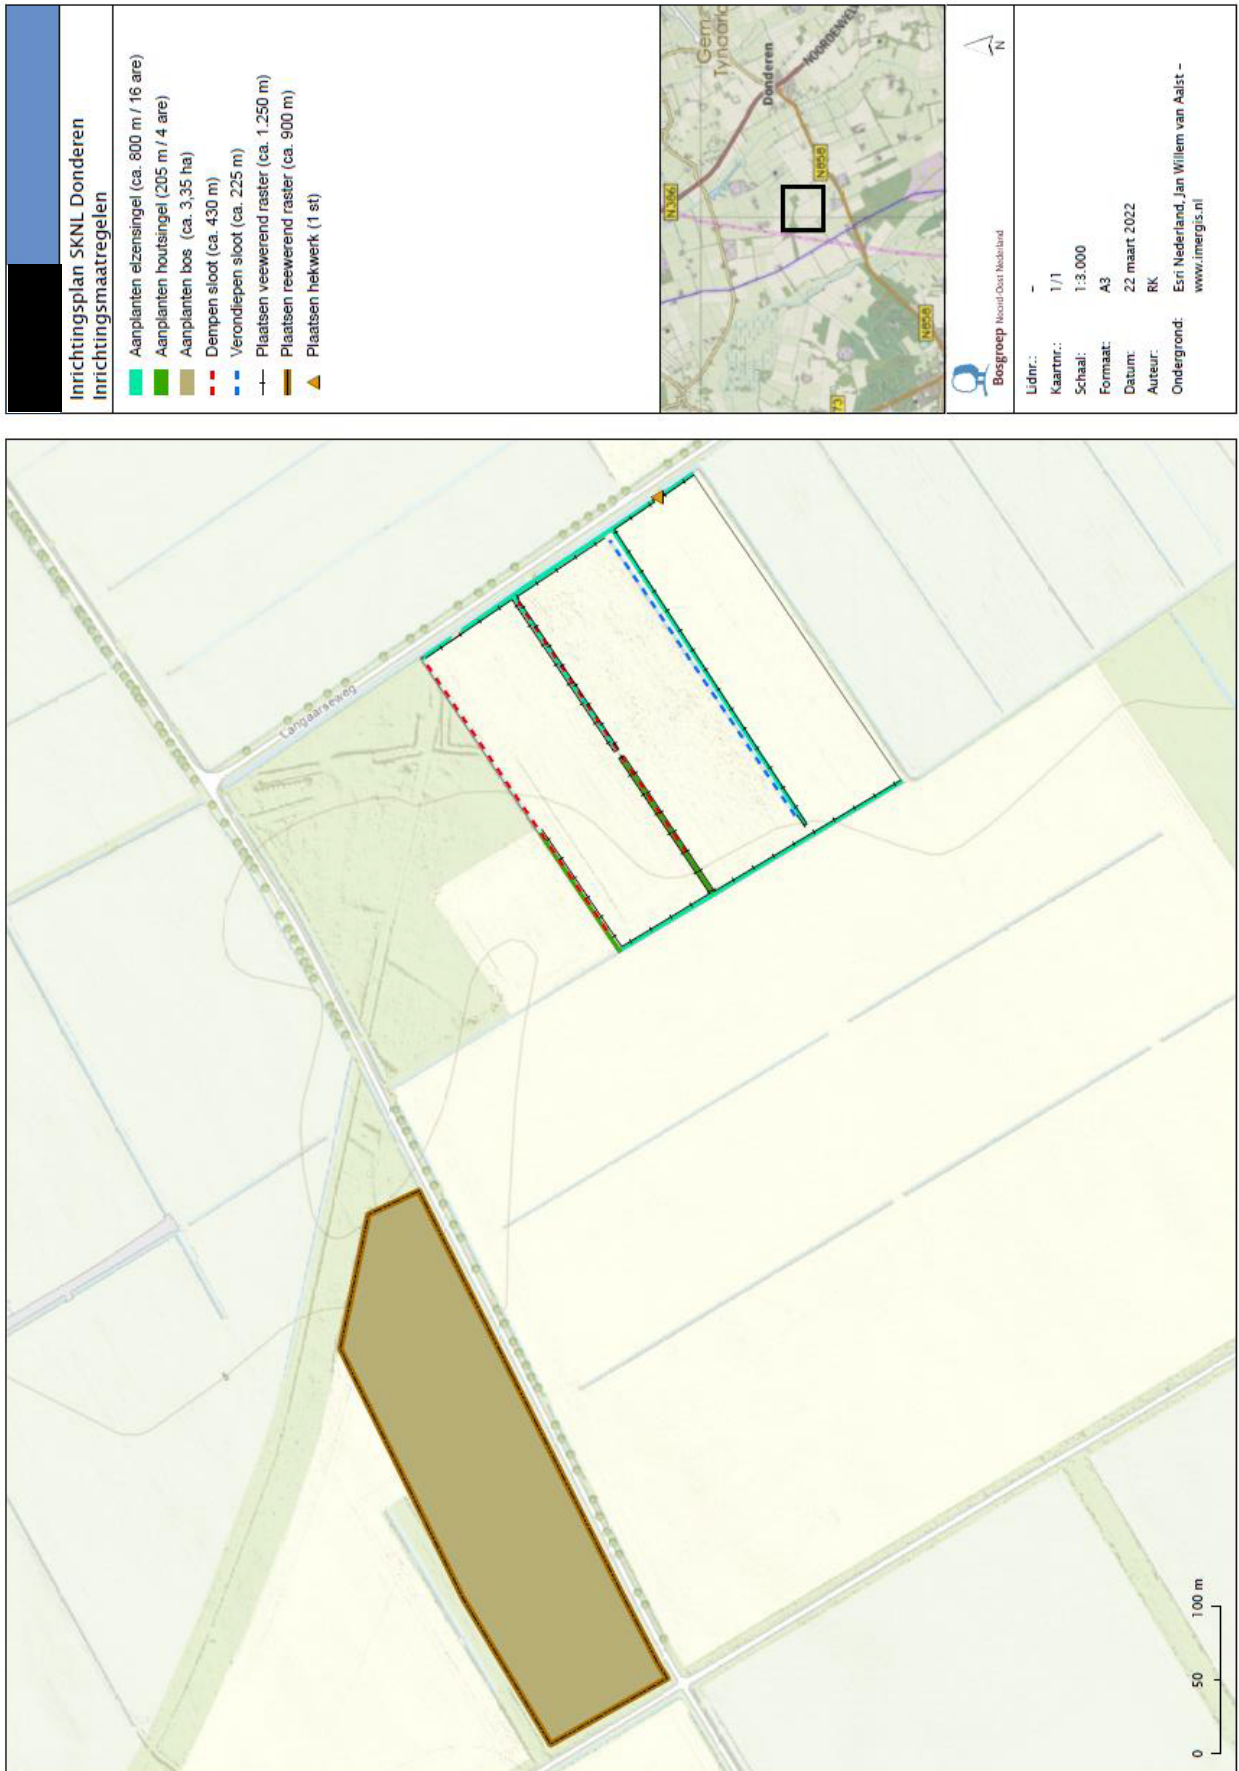 Inrichtingsplan SKNL Donderen
Inrichtingsmaatregelen
Aanplanten elzensingel (ca. 800 m / 16 are)
Aanplanten houtsingel (205 m / 4 are)
Aanplanten bos (ca. 3,35 ha)
Dempen sloot (ca. 430 m)
Verondiepen sloot (ca. 225 m)
Plaatsen veewerend raster (ca. 1.250 m)
Plaatsen reewerend raster (ca. 900 m)
Plaatsen hekwerk (1 st)
Gem.
Donderen
N386
N858
N858
73
Bosgroep Noord-Oost Nederland
N
Lidnr.: –
Kaartnr.: 1/1
Schaal: 1:3.000
Formaat: A3
Datum: 22 maart 2022
Auteur: RK
Ondergrond: Esri Nederland, Jan Willem van Aalst –
www.imergis.nl
Langaarseweg
0 50 100 m